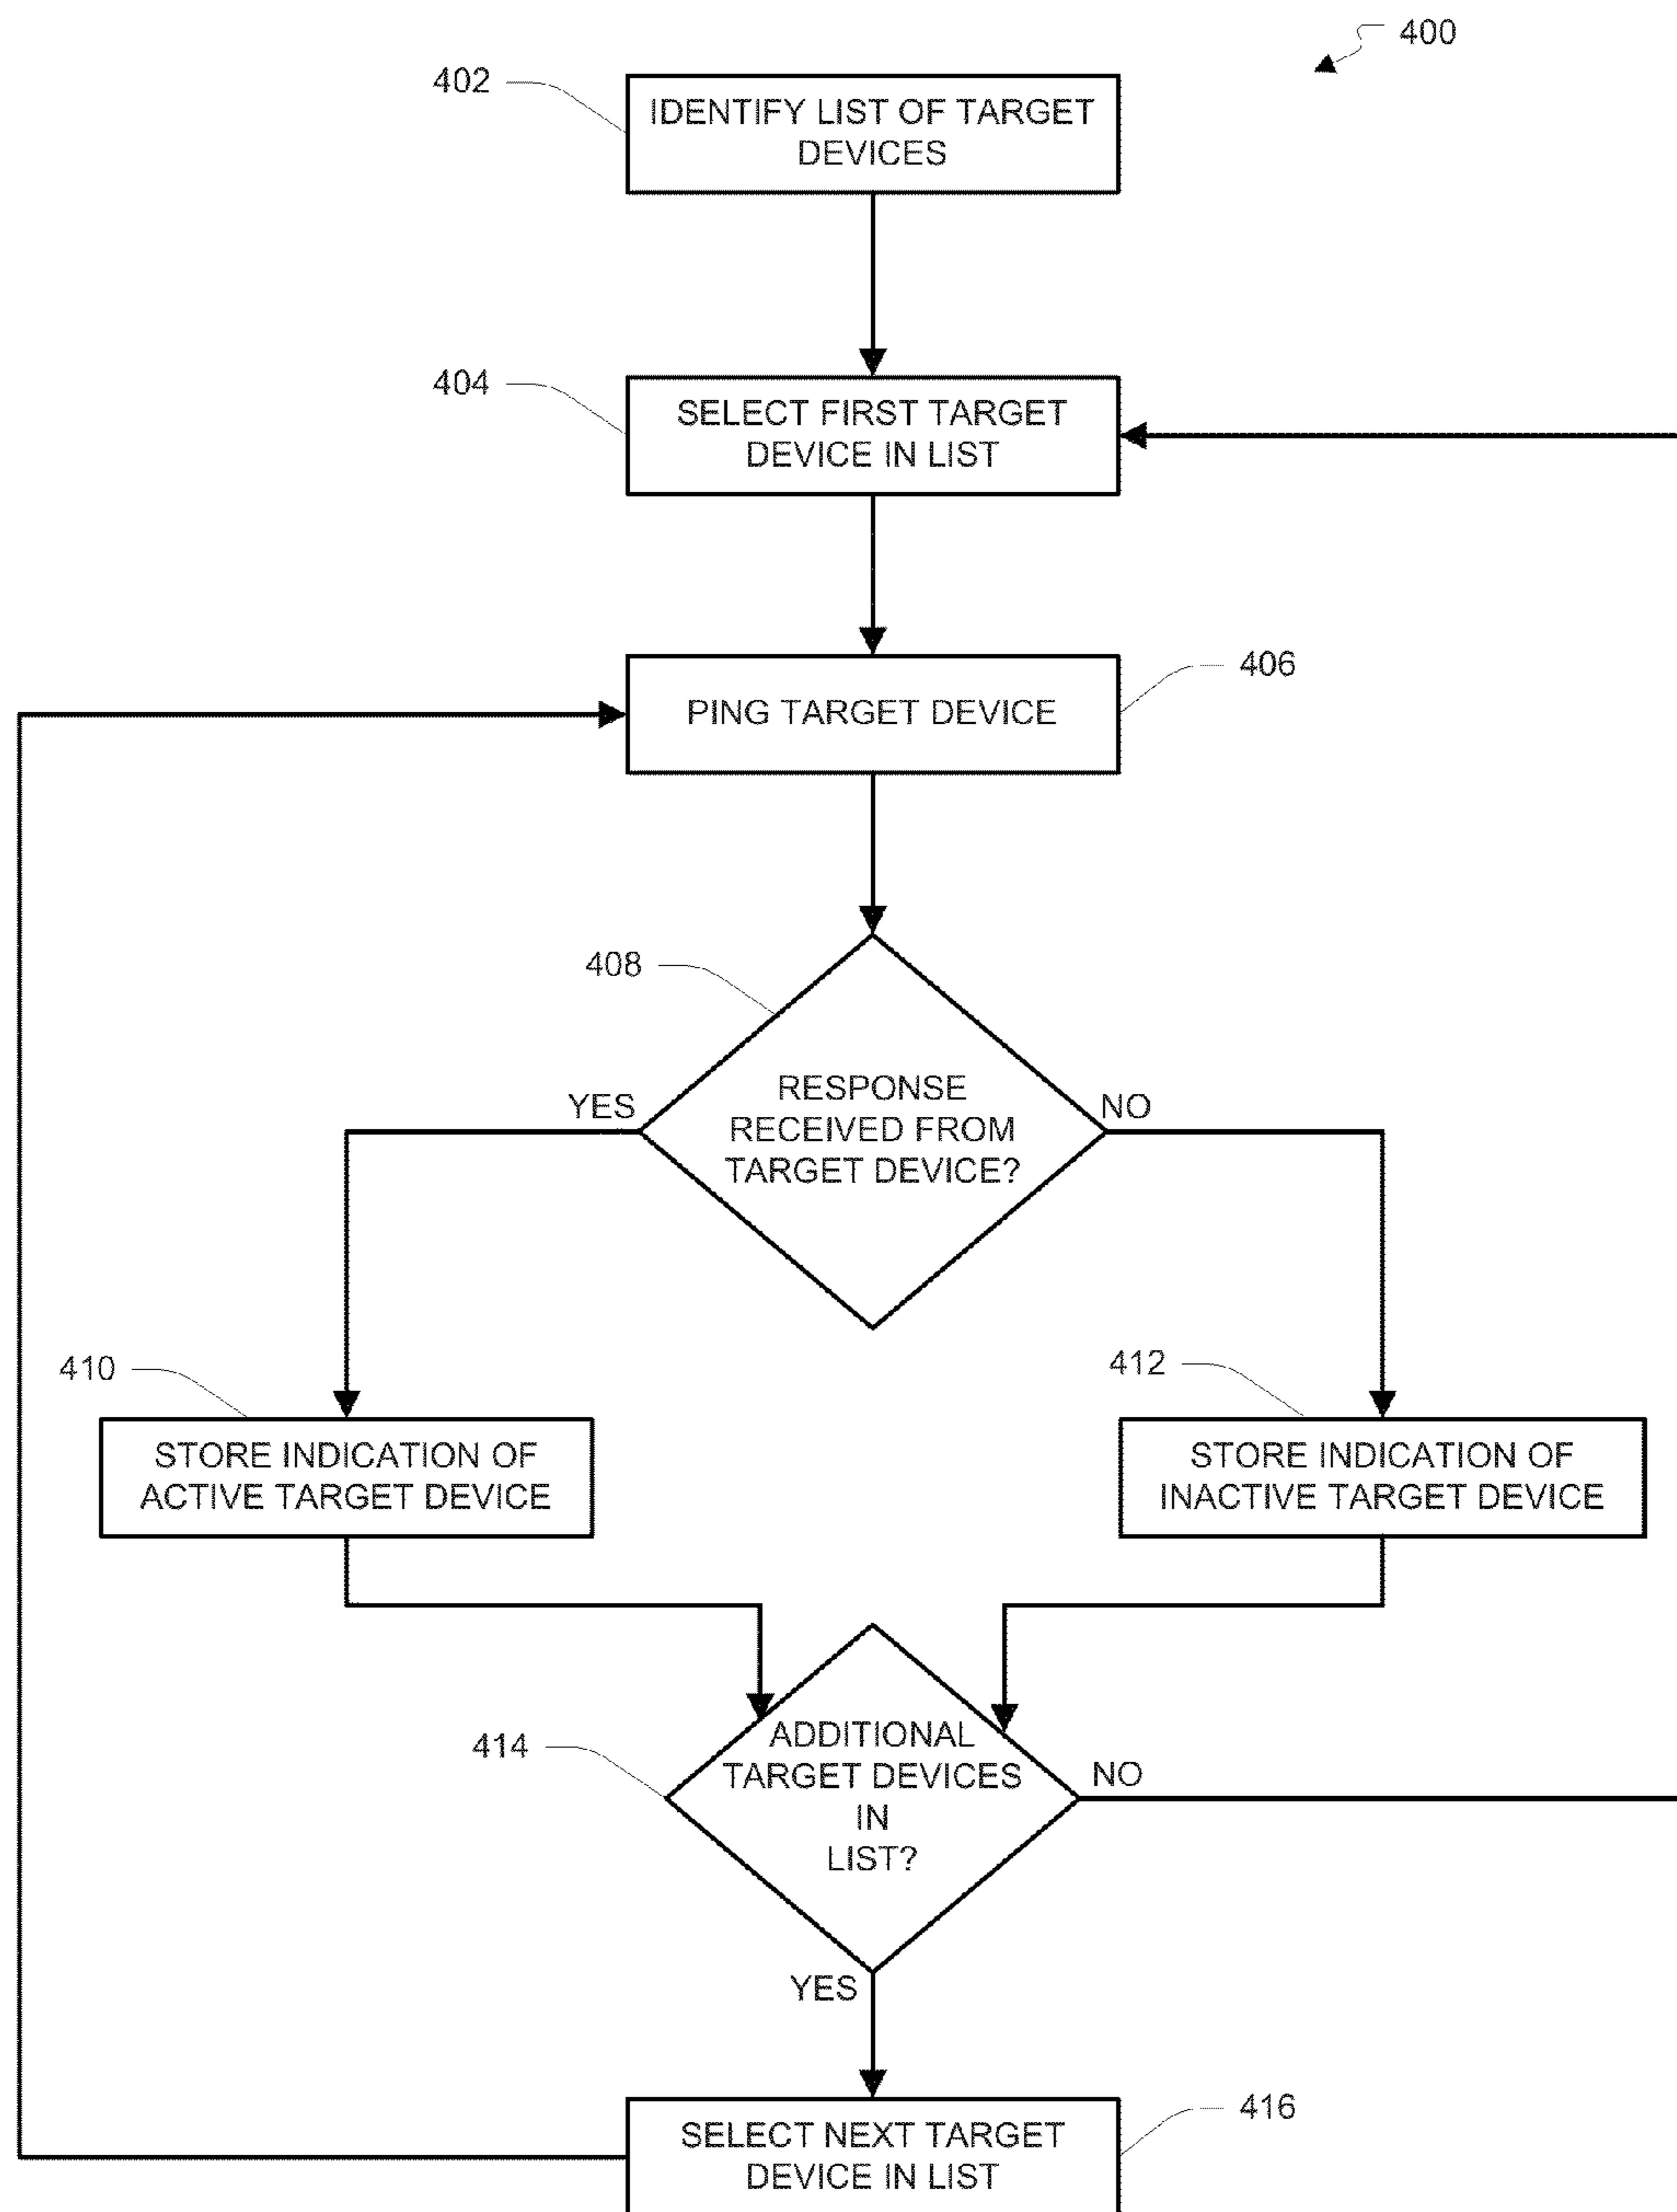 400
402
IDENTIFY LIST OF TARGET
DEVICES
404
SELECT FIRST TARGET
DEVICE IN LIST
406
PING TARGET DEVICE
408
RESPONSE
RECEIVED FROM
TARGET DEVICE?
YES
NO
410
STORE INDICATION OF
ACTIVE TARGET DEVICE
412
STORE INDICATION OF
INACTIVE TARGET DEVICE
414
ADDITIONAL
TARGET DEVICES
IN
LIST?
NO
YES
416
SELECT NEXT TARGET
DEVICE IN LIST